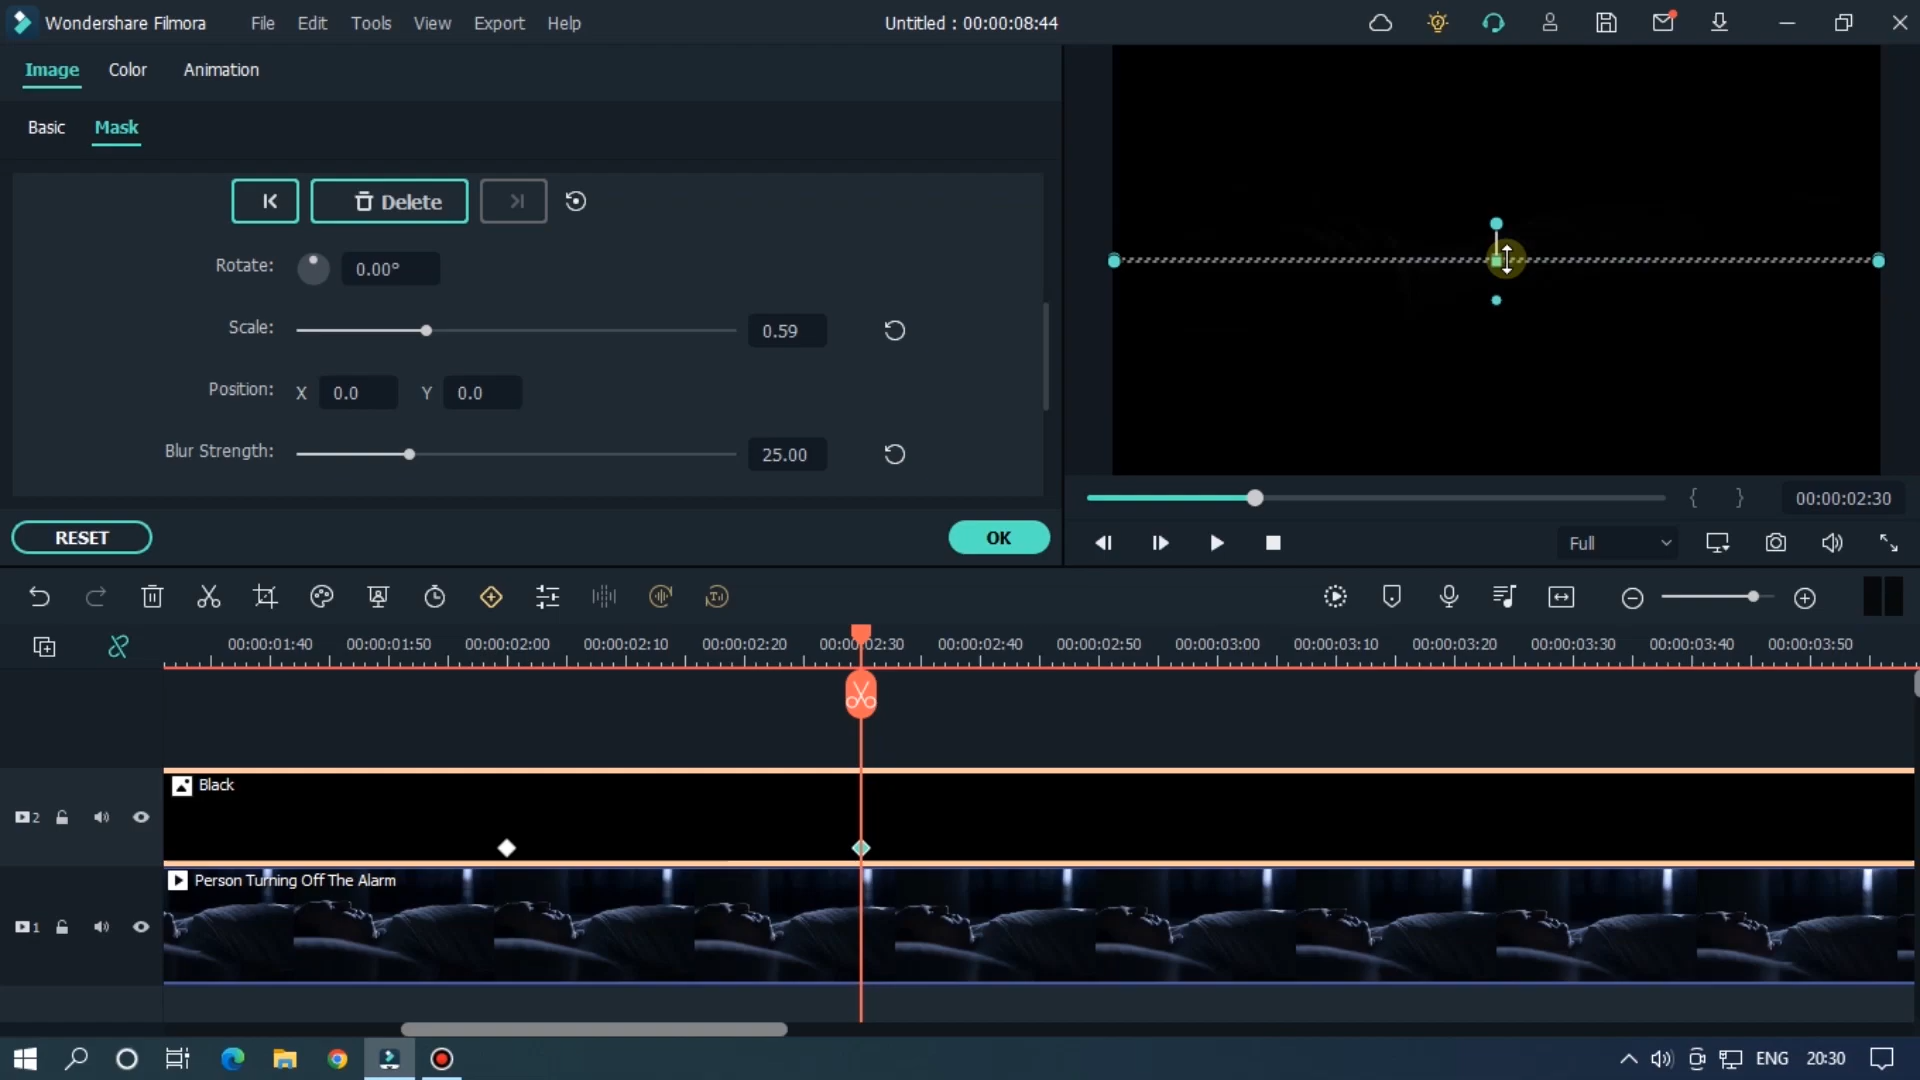 Wondershare Filmora File Edit Tools View Export Help Untitled : 00:00:08:44
Image Color Animation
Basic Mask
Delete
Rotate: 0.00°
Scale: 0.59
Position: X 0.0 Y 0.0
Blur Strength: 25.00
RESET OK
{ } 00:00:02:30
Full
00:00:01:40 00:00:01:50 00:00:02:00 00:00:02:10 00:00:02:20 00:00:02:30 00:00:02:40 00:00:02:50 00:00:03:00 00:00:03:10 00:00:03:20 00:00:03:30 00:00:03:40 00:00:03:50
Black
2
Person Turning Off The Alarm
1
ENG 20:30